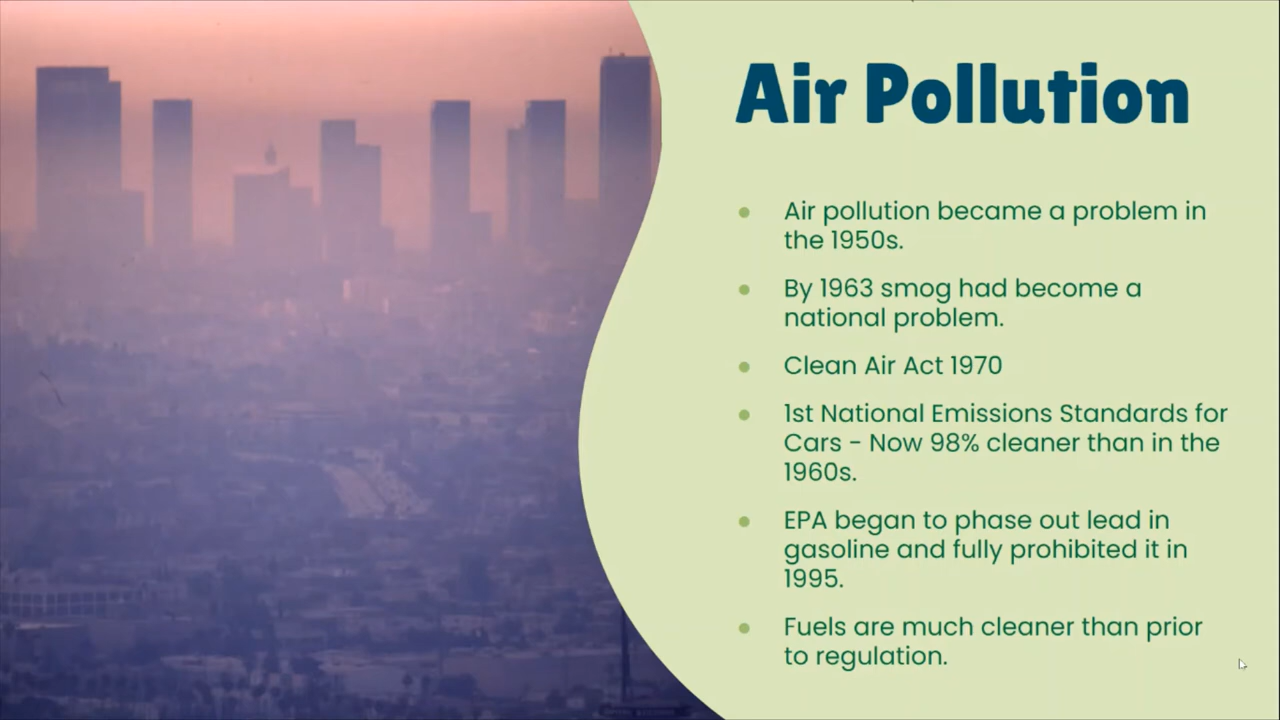 Air Pollution
Air pollution became a problem in
the 1950s.
By 1963 smog had become a
national problem.
Clean Air Act 1970
1st National Emissions Standards for
Cars - Now 98% cleaner than in the
1960s.
EPA began to phase out lead in
gasoline and fully prohibited it in
1995.
Fuels are much cleaner than prior
to regulation.